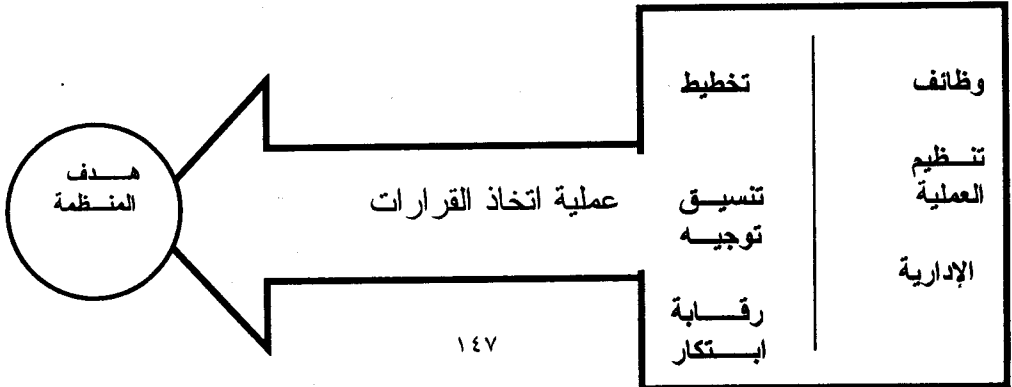 وظائف
تنظيم
العملية
الإدارية
تخطيط
تنسيق
توجيه
رقابة
ابتكار
عملية اتخاذ القرارات
هدف
المنظمة
١٤٧